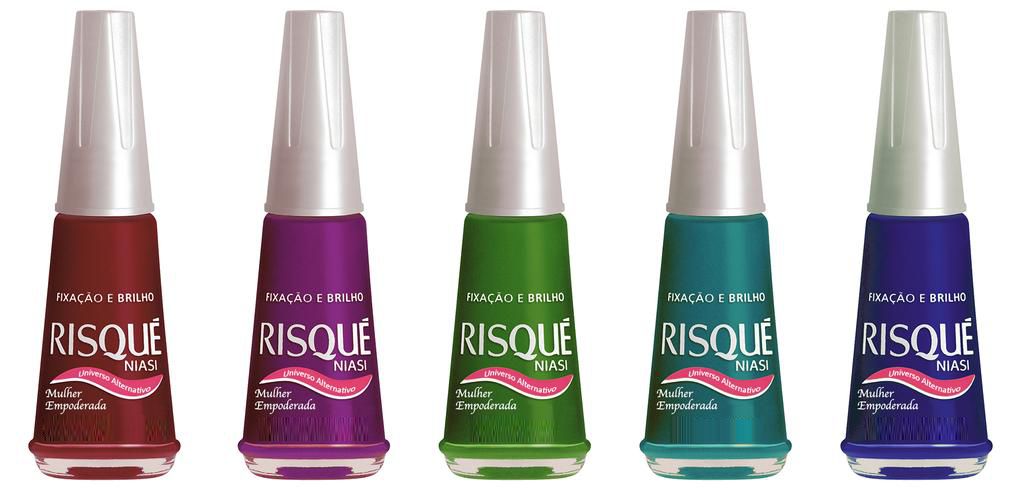 FIXAÇÃO E BRILHO
RISQUÉ
NIASI
Universo Alternativo
Mulher
Empoderada
FIXAÇÃO E BRILHO
RISQUÉ
NIASI
Universo Alternativo
Mulher
Empoderada
FIXAÇÃO E BRILHO
RISQUÉ
NIASI
Universo Alternativo
Mulher
Empoderada
FIXAÇÃO E BRILHO
RISQUÉ
NIASI
Universo Alternativo
Mulher
Empoderada
FIXAÇÃO E BRILHO
RISQUÉ
NIASI
Universo Alternativo
Mulher
Empoderada